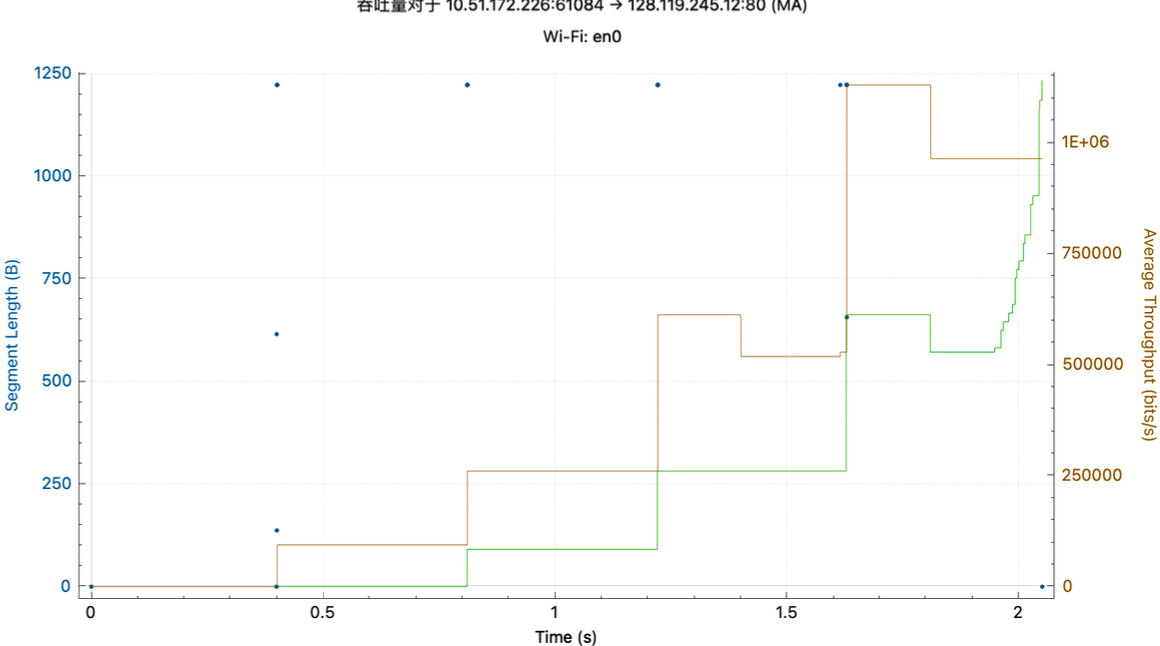 吞吐量对于 10.51.172.226:61084 → 128.119.245.12:80 (MA)
Wi-Fi: en0
1250
1000
750
500
250
0
Segment Length (B)
1E+06
750000
500000
250000
0
Average Throughput (bits/s)
0
0.5
1
1.5
2
Time (s)